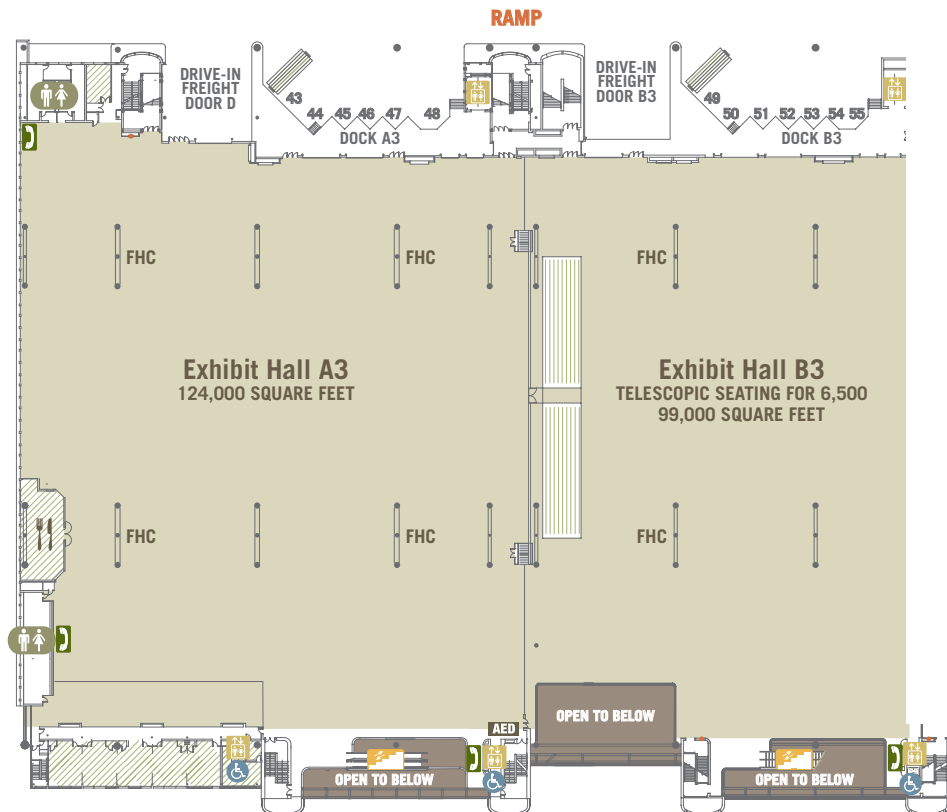 RAMP
DRIVE-IN
FREIGHT
DOOR D
DRIVE-IN
FREIGHT
DOOR B3
43
44 45 46 47 48
DOCK A3
49
50 51 52 53 54 55
DOCK B3
FHC
FHC
FHC
Exhibit Hall A3
124,000 SQUARE FEET
Exhibit Hall B3
TELESCOPIC SEATING FOR 6,500
99,000 SQUARE FEET
FHC
FHC
FHC
OPEN TO BELOW
AED
OPEN TO BELOW
OPEN TO BELOW